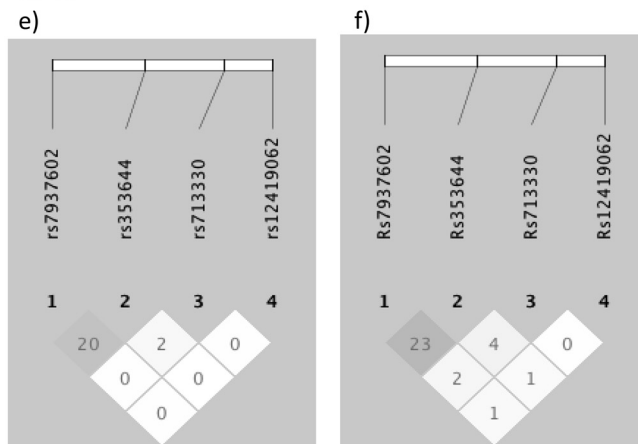 e)
rs7937602
rs353644
rs713330
rs12419062
1 2 3 4
20 2 0
0 0
0
f)
Rs7937602
Rs353644
Rs713330
Rs12419062
1 2 3 4
23 4 0
2 1
1